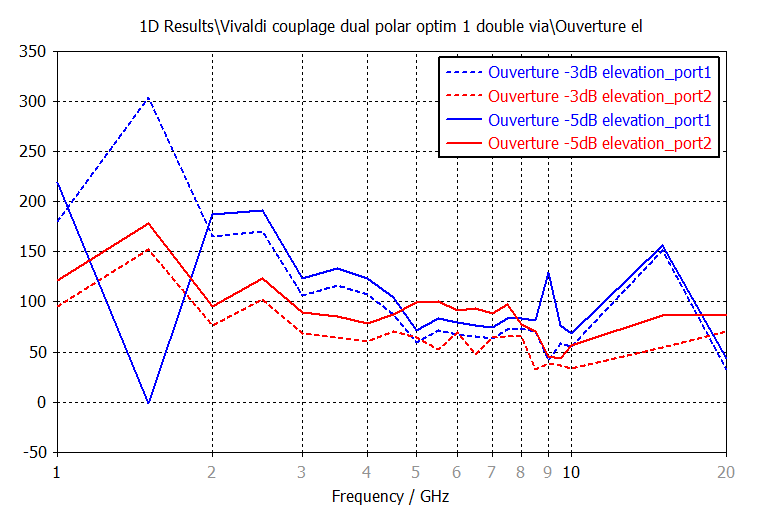 1D Results\Vivaldi couplage dual polar optim 1 double via\Ouverture el
350
300
250
200
150
100
50
0
-50
Ouverture -3dB elevation_port1
Ouverture -3dB elevation_port2
Ouverture -5dB elevation_port1
Ouverture -5dB elevation_port2
1 2 3 4 5 6 7 8 9 10 20
Frequency / GHz